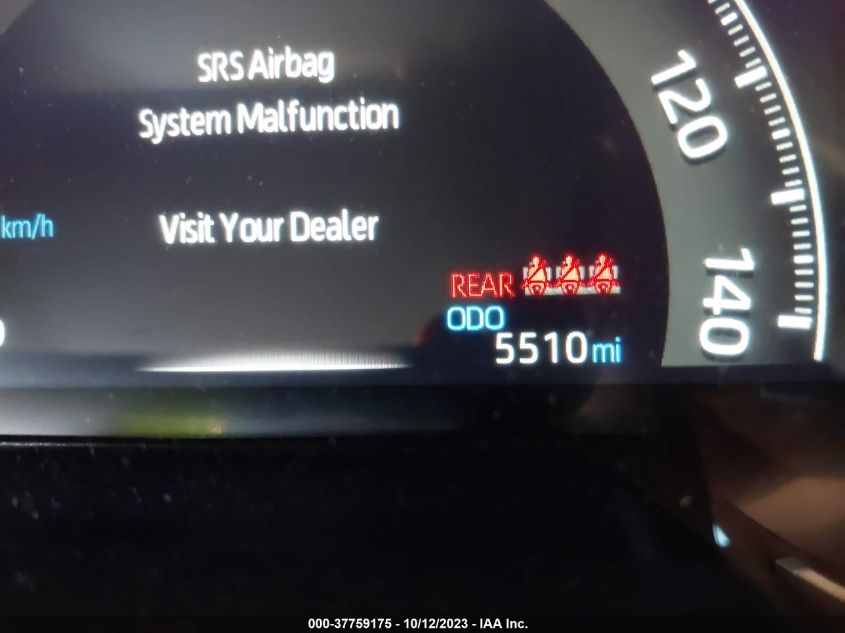 SRS Airbag
System Malfunction
120
km/h
Visit Your Dealer
140
REAR
ODO
5510 mi
000-37759175 - 10/12/2023 - IAA Inc.